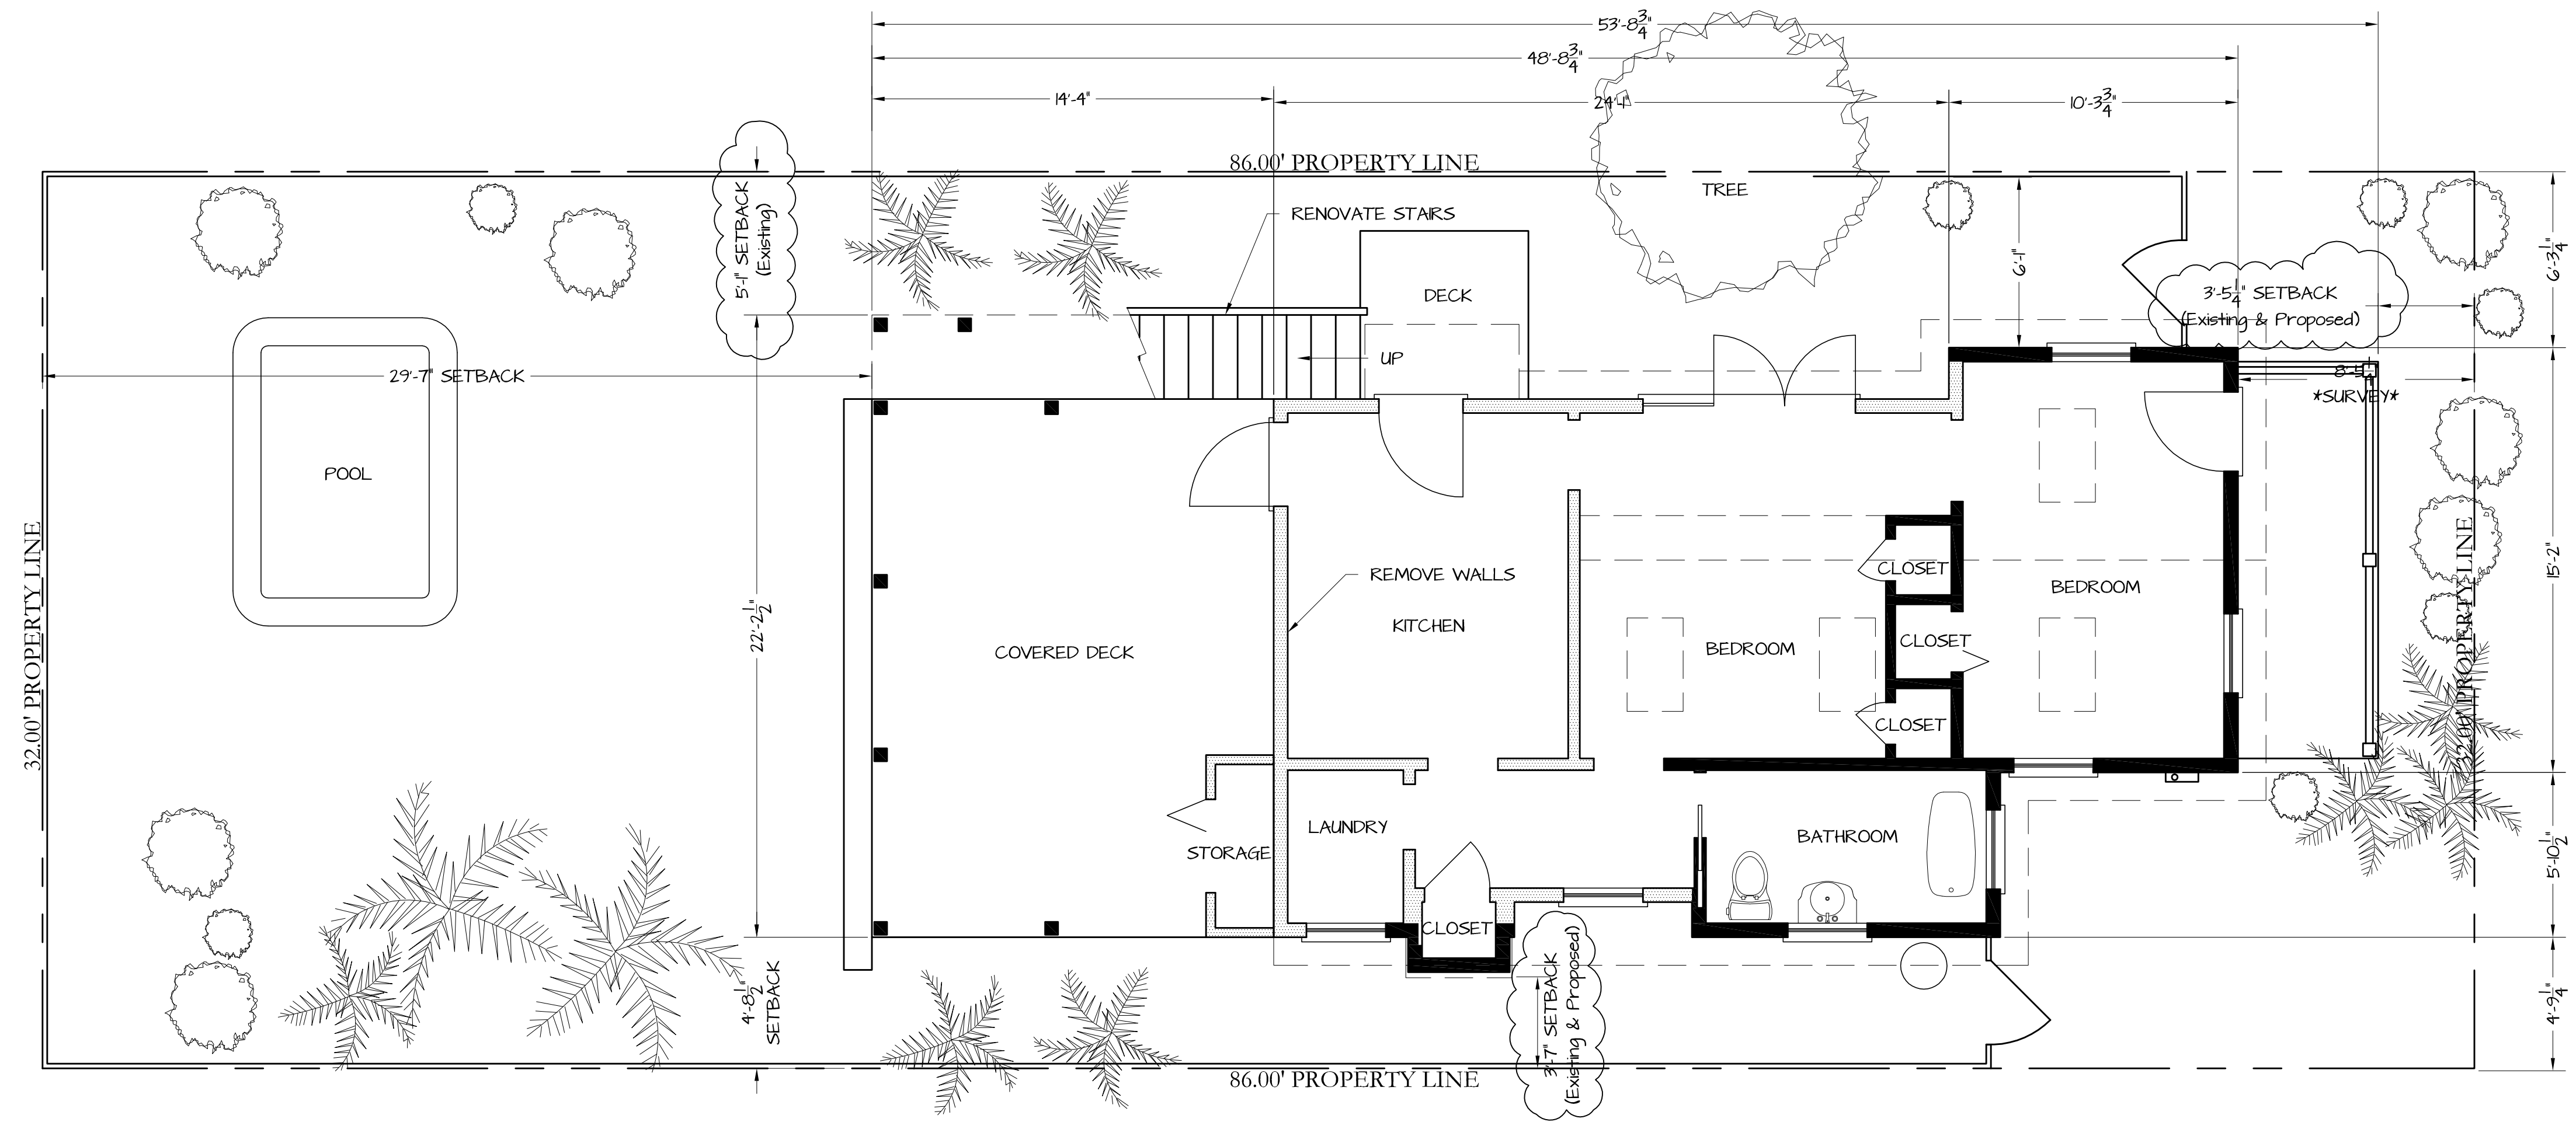 53'-8 3/4"
48'-8 3/4"
14'-4"
24'-1"
10'-3 3/4"
86.00' PROPERTY LINE
TREE
RENOVATE STAIRS
5'-1" SETBACK
(Existing)
6'-1"
6'-3 1/4"
DECK
3'-5 1/4" SETBACK
(Existing & Proposed)
UP
29'-7" SETBACK
*SURVEY*
POOL
32.00' PROPERTY LINE
22'-2 1/2"
COVERED DECK
REMOVE WALLS
KITCHEN
BEDROOM
CLOSET
CLOSET
CLOSET
BEDROOM
32.00' PROPERTY LINE
15'-2"
LAUNDRY
STORAGE
BATHROOM
5'-10 1/2"
CLOSET
4'-8 1/2"
SETBACK
3'-7" SETBACK
(Existing & Proposed)
4'-9 1/4"
86.00' PROPERTY LINE